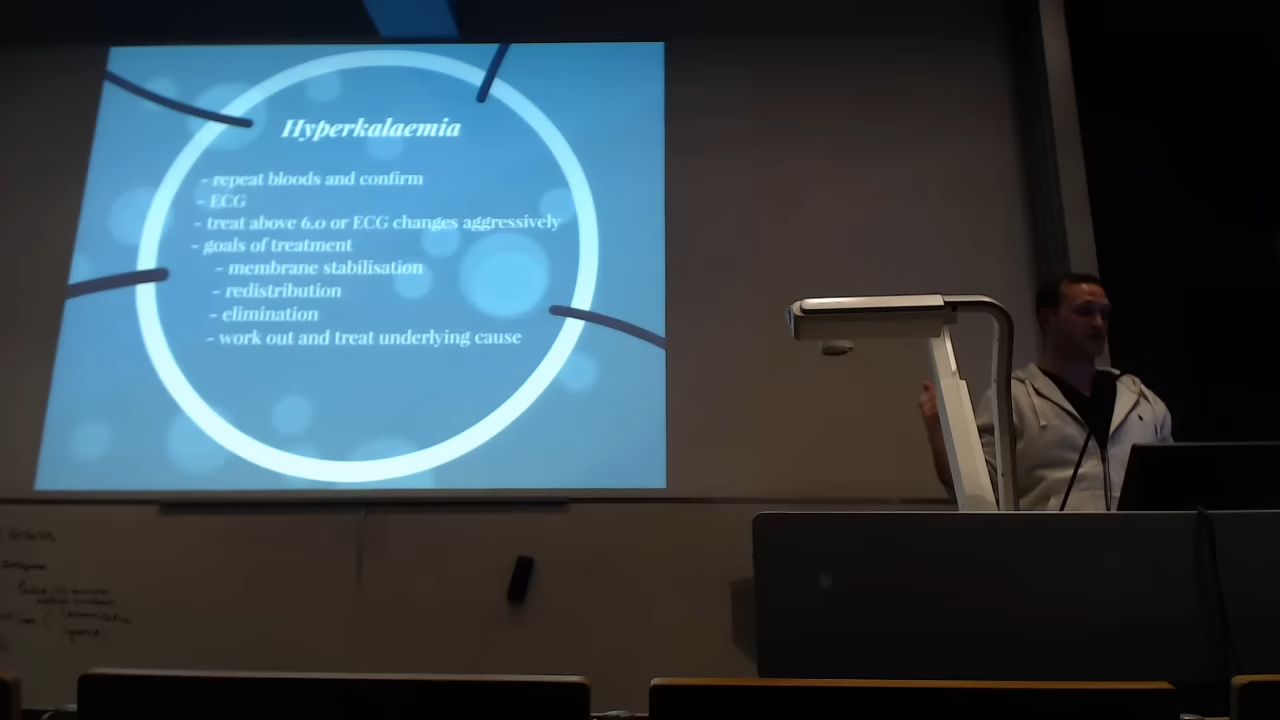 Hyperkalaemia
- repeat bloods and confirm
- ECG
- treat above 6.0 or ECG changes aggressively
- goals of treatment
- membrane stabilisation
- redistribution
- elimination
- work out and treat underlying cause